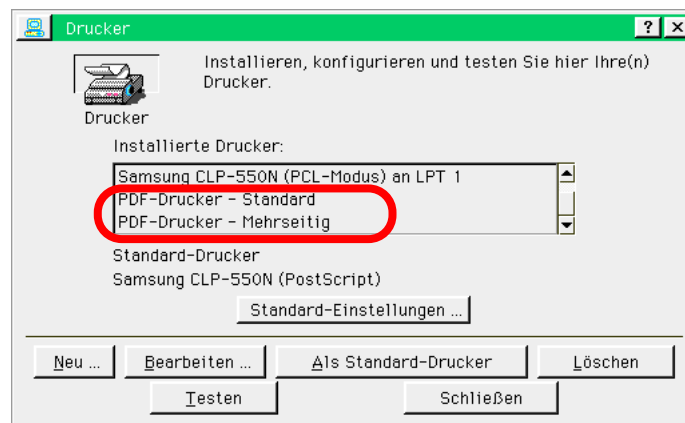 Drucker
?
X
Installieren, konfigurieren und testen Sie hier Ihre(n)
Drucker.
Drucker
Installierte Drucker:
Samsung CLP-550N (PCL-Modus) an LPT 1
PDF-Drucker - Standard
PDF-Drucker - Mehrseitig
Standard-Drucker
Samsung CLP-550N (PostScript)
Standard-Einstellungen ...
Neu ...
Bearbeiten ...
Als Standard-Drucker
Löschen
Testen
Schließen